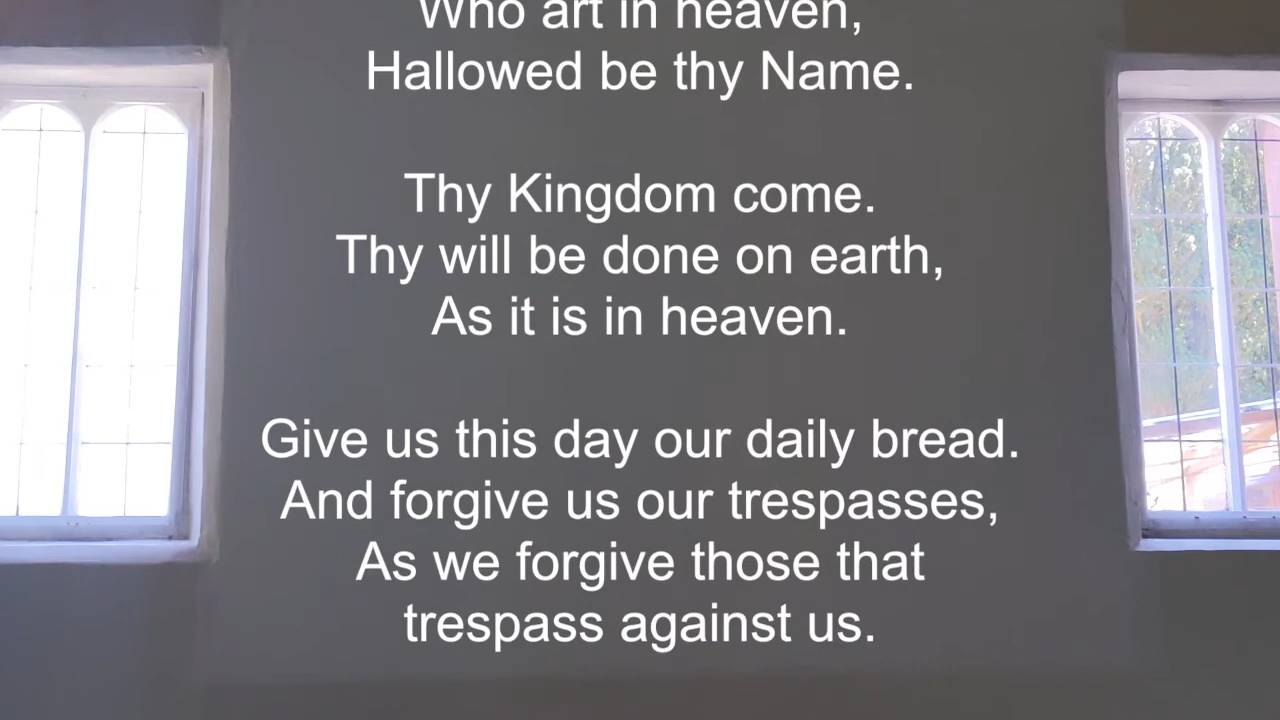 Who art in heaven,
Hallowed be thy Name.
Thy Kingdom come.
Thy will be done on earth,
As it is in heaven.
Give us this day our daily bread.
And forgive us our trespasses,
As we forgive those that
trespass against us.